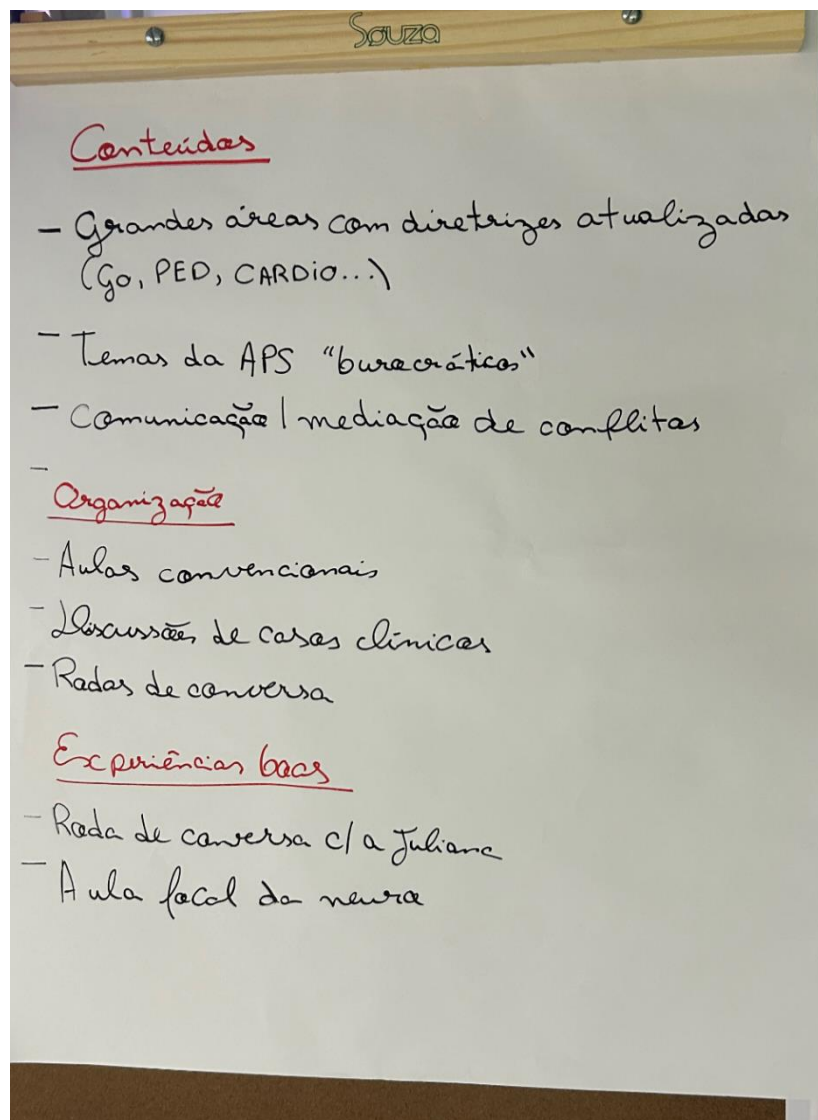 Souza
Conteúdos
- Grandes áreas com diretrizes atualizadas
(GO, PED, CARDIO...)
- Temas da APS "burocráticos"
- Comunicação / mediação de conflitos
-
Organização
- Aulas convencionais
- Discussões de casos clínicos
- Rodas de conversa
Experiências boas
- Roda de conversa c/ a Juliana
- Aula focal da neuro